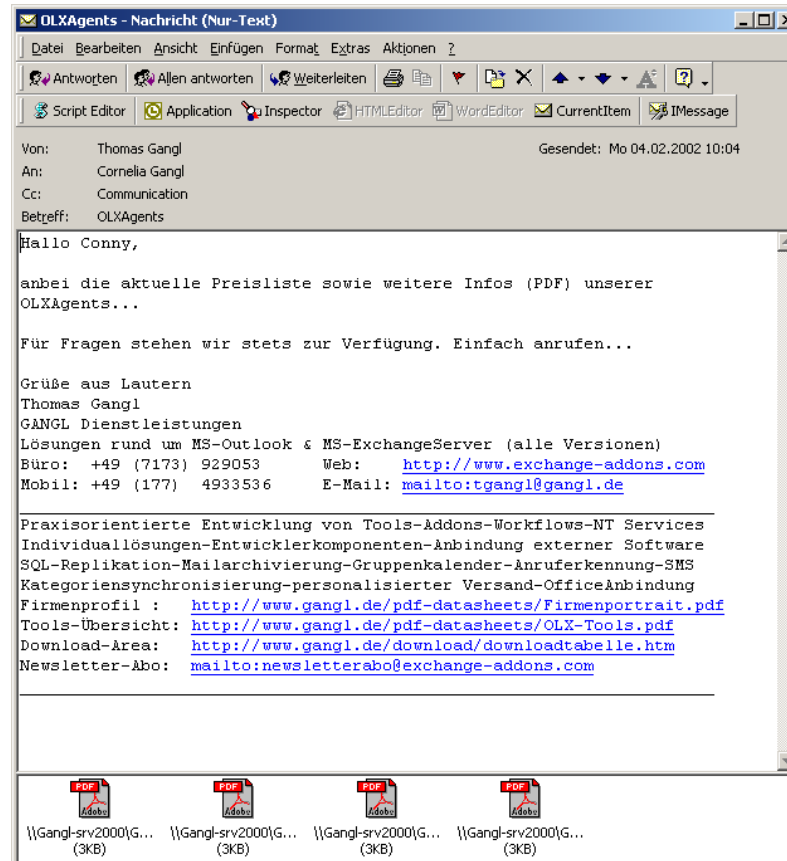 OLXAgents - Nachricht (Nur-Text)
Datei Bearbeiten Ansicht Einfügen Format Extras Aktionen ?
Antworten Allen antworten Weiterleiten
Script Editor Application Inspector HTMLEditor WordEditor CurrentItem IMessage
Von: Thomas Gangl Gesendet: Mo 04.02.2002 10:04
An: Cornelia Gangl
Cc: Communication
Betreff: OLXAgents
Hallo Conny,
anbei die aktuelle Preisliste sowie weitere Infos (PDF) unserer
OLXAgents...
Für Fragen stehen wir stets zur Verfügung. Einfach anrufen...
Grüße aus Lautern
Thomas Gangl
GANGL Dienstleistungen
Lösungen rund um MS-Outlook & MS-ExchangeServer (alle Versionen)
Büro: +49 (7173) 929053 Web: http://www.exchange-addons.com
Mobil: +49 (177) 4933536 E-Mail: mailto:tgangl@gangl.de
Praxisorientierte Entwicklung von Tools-Addons-Workflows-NT Services
Individuallösungen-Entwicklerkomponenten-Anbindung externer Software
SQL-Replikation-Mailarchivierung-Gruppenkalender-Anruferkennung-SMS
Kategoriensynchronisierung-personalisierter Versand-OfficeAnbindung
Firmenprofil : http://www.gangl.de/pdf-datasheets/Firmenportrait.pdf
Tools-Übersicht: http://www.gangl.de/pdf-datasheets/OLX-Tools.pdf
Download-Area: http://www.gangl.de/download/downloadtabelle.htm
Newsletter-Abo: mailto:newsletterabo@exchange-addons.com
PDF PDF PDF PDF
Adobe Adobe Adobe Adobe
\\Gangl-srv2000\G... \\Gangl-srv2000\G... \\Gangl-srv2000\G... \\Gangl-srv2000\G...
(3KB) (3KB) (3KB) (3KB)